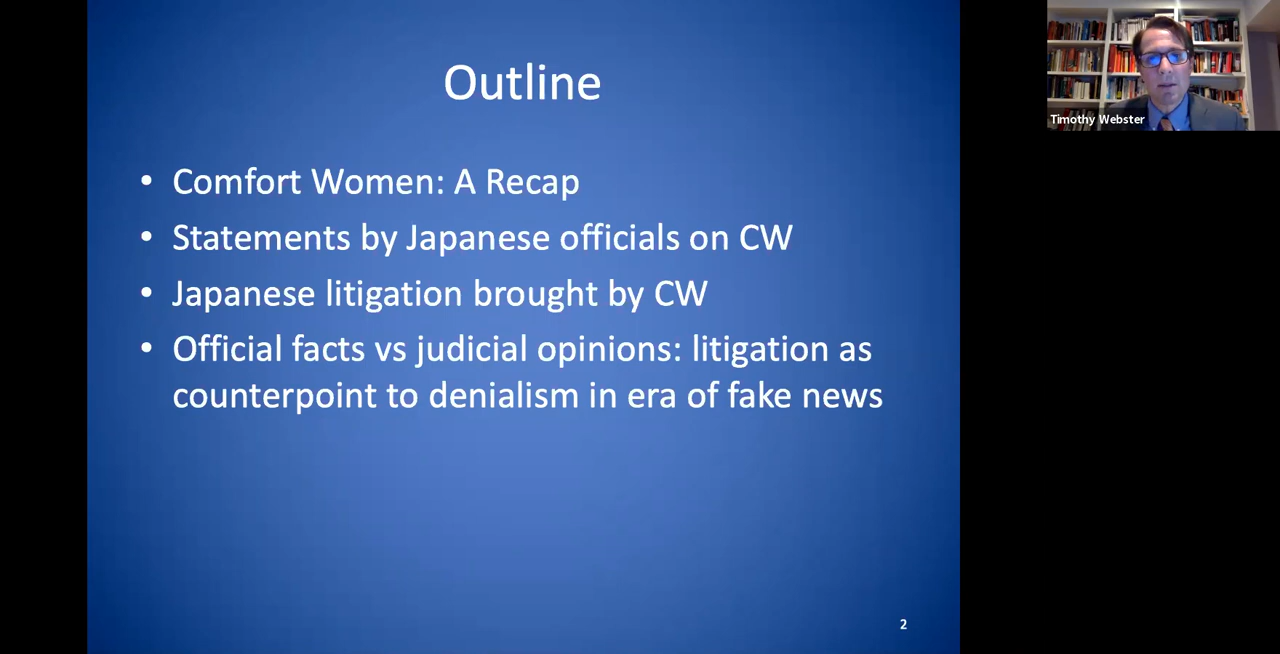 Outline
• Comfort Women: A Recap
• Statements by Japanese officials on CW
• Japanese litigation brought by CW
• Official facts vs judicial opinions: litigation as
counterpoint to denialism in era of fake news
2
Timothy Webster